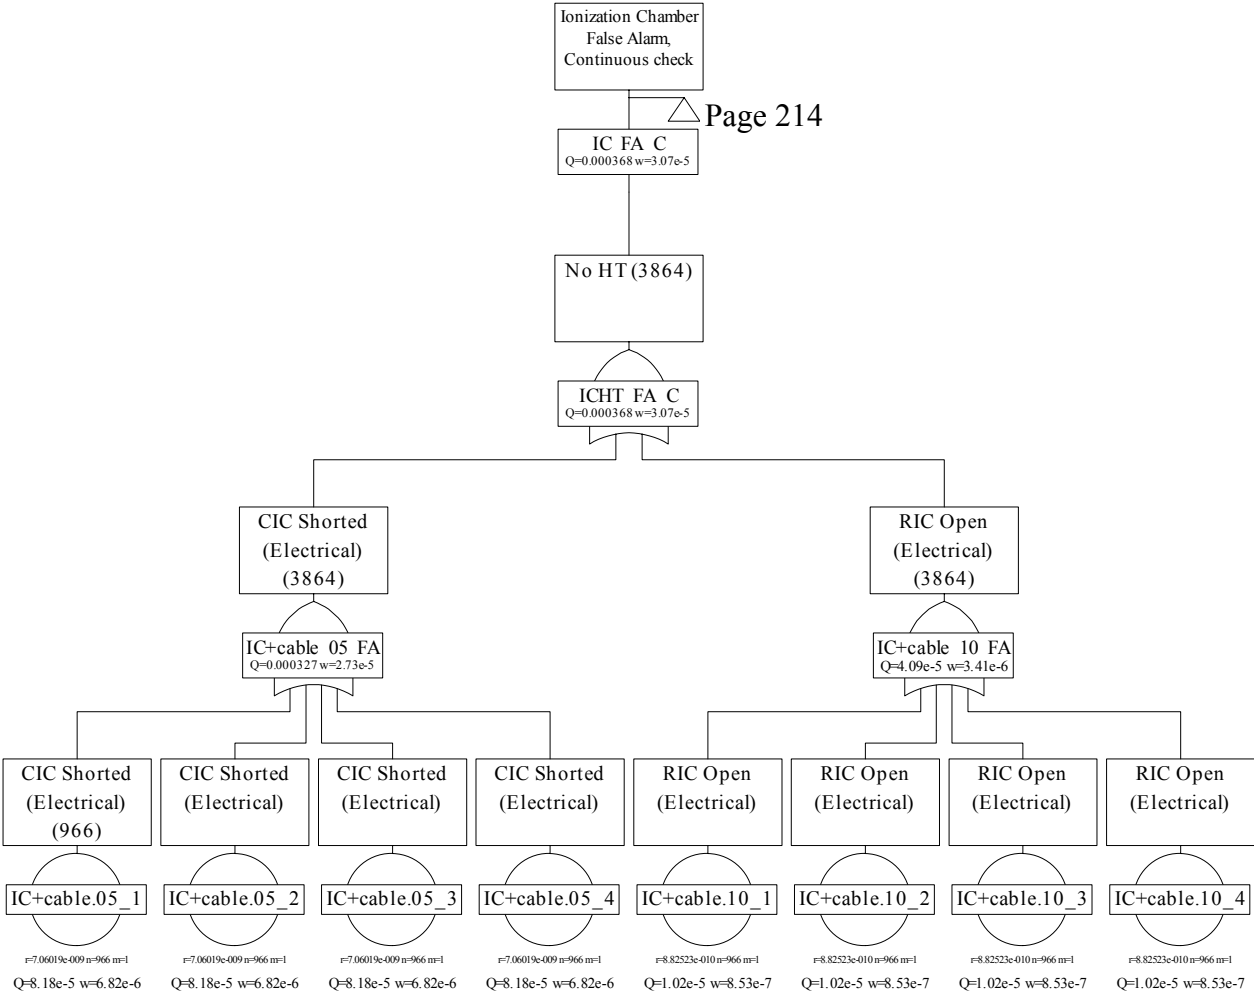 Ionization Chamber
False Alarm,
Continuous check
Page 214
IC FA C
Q=0.000368 w=3.07e-5
No HT (3864)
ICHT FA C
Q=0.000368 w=3.07e-5
CIC Shorted
(Electrical)
(3864)
RIC Open
(Electrical)
(3864)
IC+cable 05 FA
Q=0.000327 w=2.73e-5
IC+cable 10 FA
Q=4.09e-5 w=3.41e-6
CIC Shorted
(Electrical)
(966)
CIC Shorted
(Electrical)
CIC Shorted
(Electrical)
CIC Shorted
(Electrical)
RIC Open
(Electrical)
RIC Open
(Electrical)
RIC Open
(Electrical)
RIC Open
(Electrical)
IC+cable.05_1
IC+cable.05_2
IC+cable.05_3
IC+cable.05_4
IC+cable.10_1
IC+cable.10_2
IC+cable.10_3
IC+cable.10_4
r=7.06019e-009 n=966 m=1
r=7.06019e-009 n=966 m=1
r=7.06019e-009 n=966 m=1
r=7.06019e-009 n=966 m=1
r=8.82523e-010 n=966 m=1
r=8.82523e-010 n=966 m=1
r=8.82523e-010 n=966 m=1
r=8.82523e-010 n=966 m=1
Q=8.18e-5 w=6.82e-6
Q=8.18e-5 w=6.82e-6
Q=8.18e-5 w=6.82e-6
Q=8.18e-5 w=6.82e-6
Q=1.02e-5 w=8.53e-7
Q=1.02e-5 w=8.53e-7
Q=1.02e-5 w=8.53e-7
Q=1.02e-5 w=8.53e-7